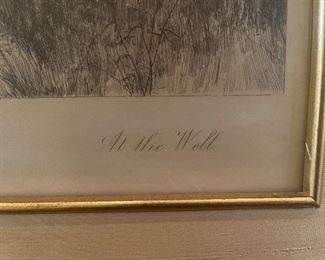 At the Well